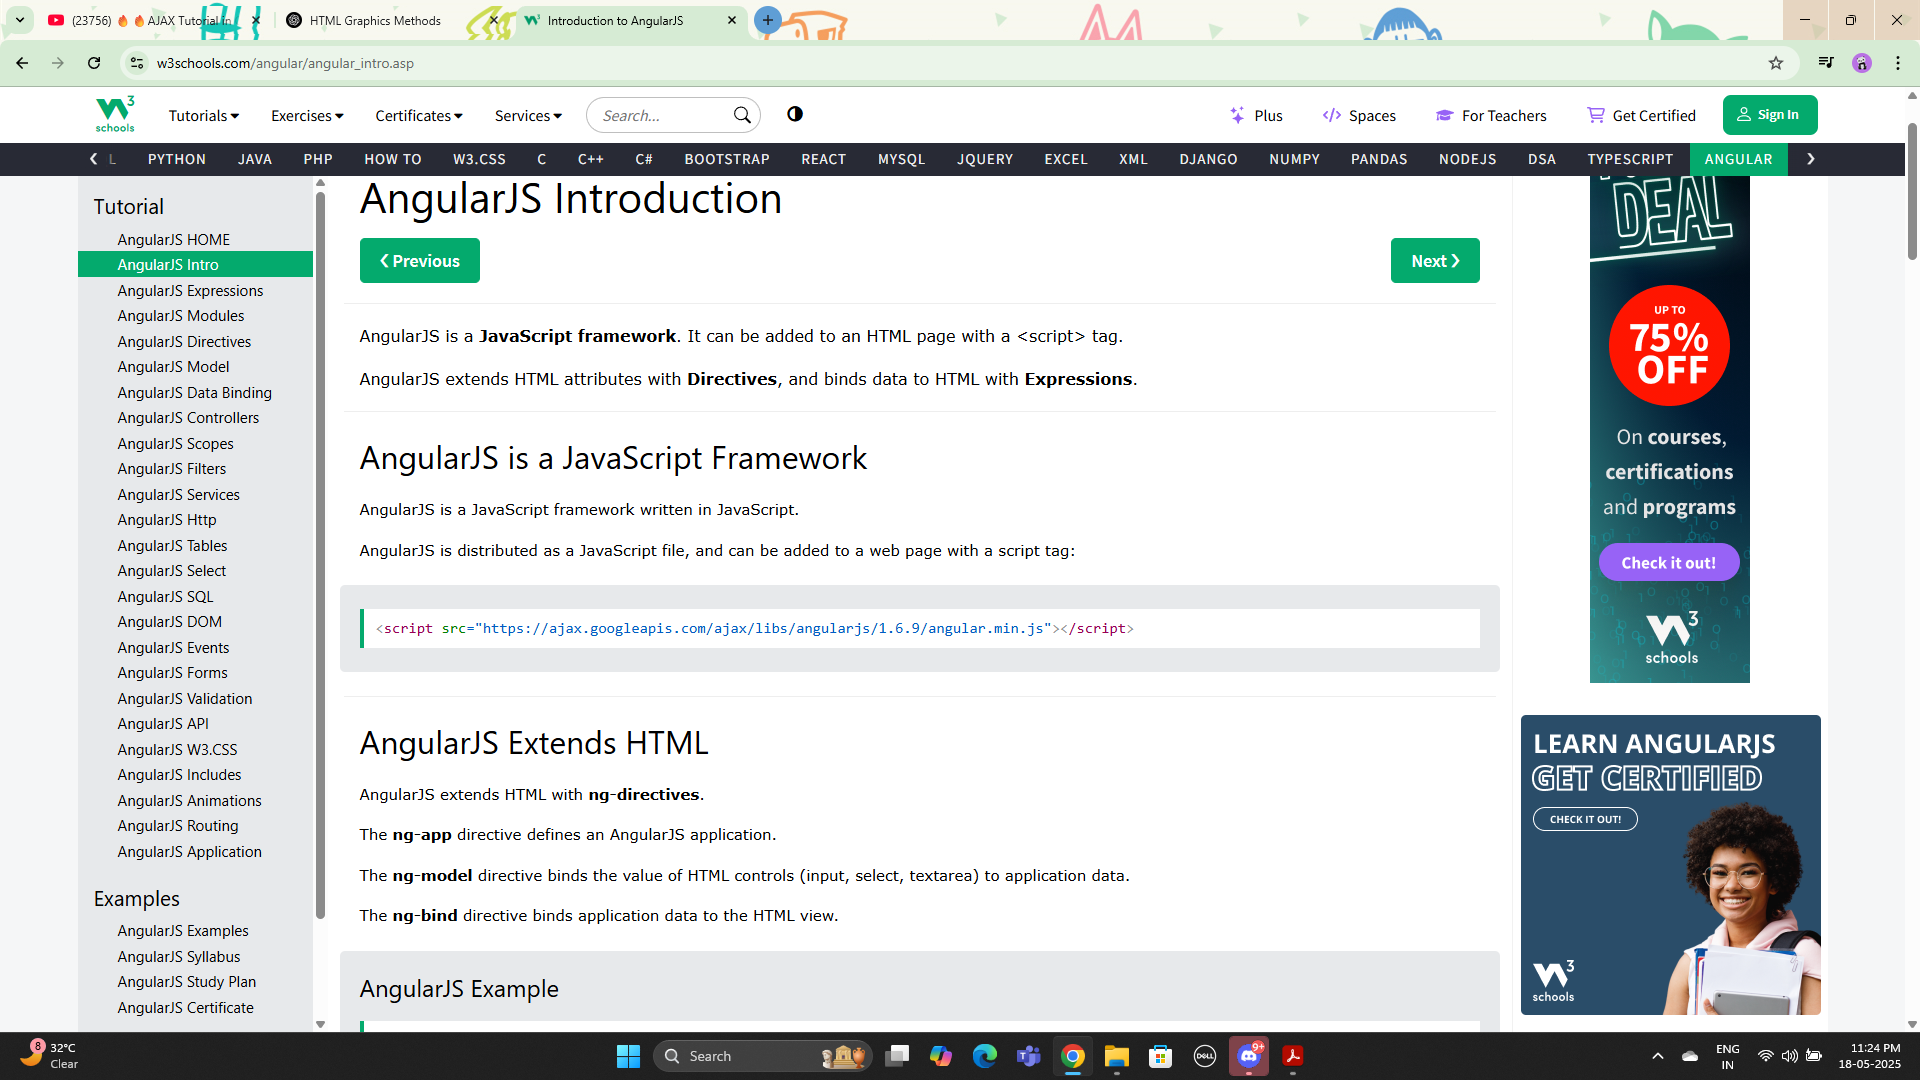 (23756) 🔥 🔥 AJAX Tutorial in
HTML Graphics Methods
Introduction to AngularJS
w3schools.com/angular/angular_intro.asp
W3 schools
Tutorials
Exercises
Certificates
Services
Search...
Plus
Spaces
For Teachers
Get Certified
Sign In
❮ L PYTHON JAVA PHP HOW TO W3.CSS C C++ C# BOOTSTRAP REACT MYSQL JQUERY EXCEL XML DJANGO NUMPY PANDAS NODEJS DSA TYPESCRIPT ANGULAR ❯
Tutorial
AngularJS HOME
AngularJS Intro
AngularJS Expressions
AngularJS Modules
AngularJS Directives
AngularJS Model
AngularJS Data Binding
AngularJS Controllers
AngularJS Scopes
AngularJS Filters
AngularJS Services
AngularJS Http
AngularJS Tables
AngularJS Select
AngularJS SQL
AngularJS DOM
AngularJS Events
AngularJS Forms
AngularJS Validation
AngularJS API
AngularJS W3.CSS
AngularJS Includes
AngularJS Animations
AngularJS Routing
AngularJS Application
Examples
AngularJS Examples
AngularJS Syllabus
AngularJS Study Plan
AngularJS Certificate
AngularJS Introduction
❮ Previous
Next ❯
AngularJS is a JavaScript framework. It can be added to an HTML page with a <script> tag.
AngularJS extends HTML attributes with Directives, and binds data to HTML with Expressions.
AngularJS is a JavaScript Framework
AngularJS is a JavaScript framework written in JavaScript.
AngularJS is distributed as a JavaScript file, and can be added to a web page with a script tag:
<script src="https://ajax.googleapis.com/ajax/libs/angularjs/1.6.9/angular.min.js"></script>
AngularJS Extends HTML
AngularJS extends HTML with ng-directives.
The ng-app directive defines an AngularJS application.
The ng-model directive binds the value of HTML controls (input, select, textarea) to application data.
The ng-bind directive binds application data to the HTML view.
AngularJS Example
DEAL
UP TO
75%
OFF
On courses,
certifications
and programs
Check it out!
W3
schools
LEARN ANGULARJS
GET CERTIFIED
CHECK IT OUT!
W3
schools
8
32°C
Clear
Search
DELL
9+
ENG
IN
11:24 PM
18-05-2025